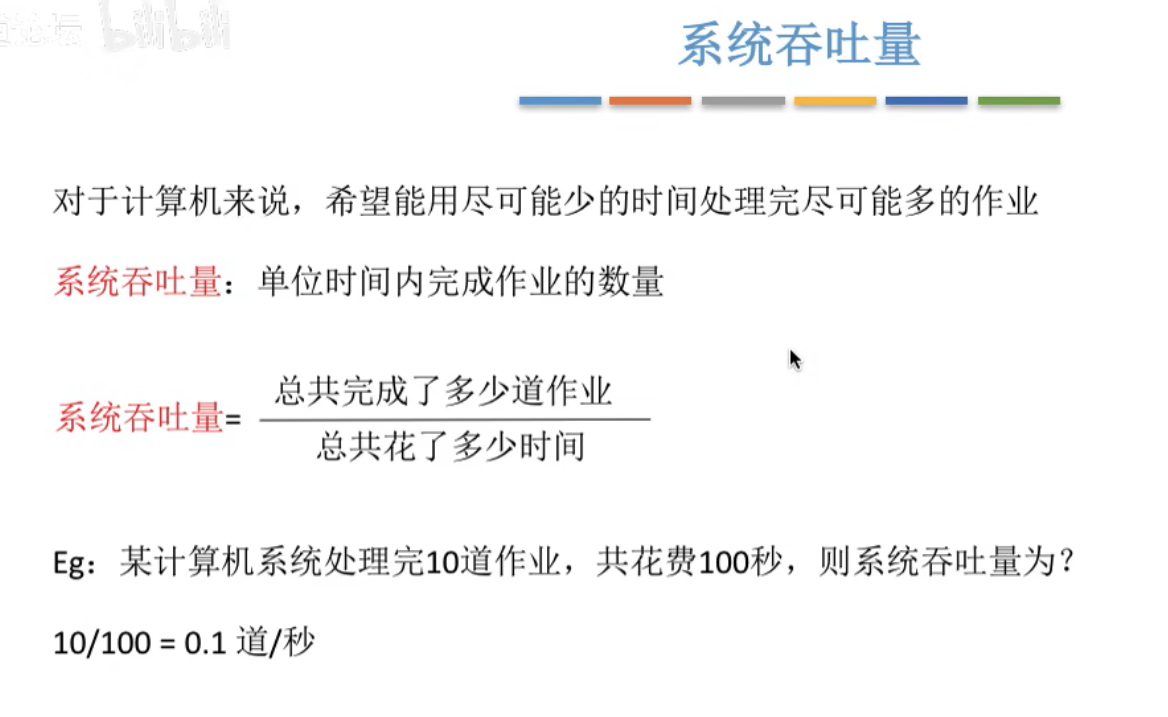 论坛 bilibili
系统吞吐量
对于计算机来说，希望能用尽可能少的时间处理完尽可能多的作业
系统吞吐量：单位时间内完成作业的数量
总共完成了多少道作业
系统吞吐量=
总共花了多少时间
Eg：某计算机系统处理完10道作业，共花费100秒，则系统吞吐量为？
10/100 = 0.1 道/秒